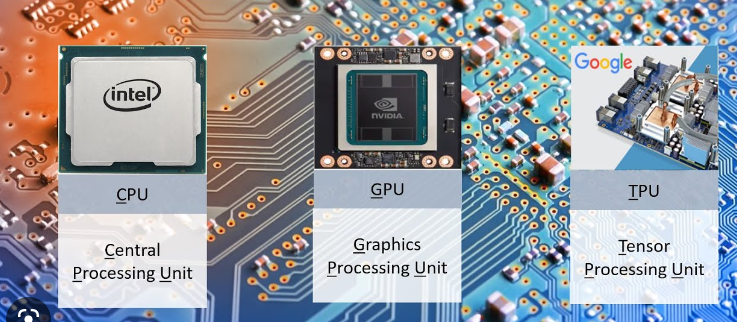 intel
CPU
Central
Processing Unit
NVIDIA
GPU
Graphics
Processing Unit
Google
TPU
Tensor
Processing Unit